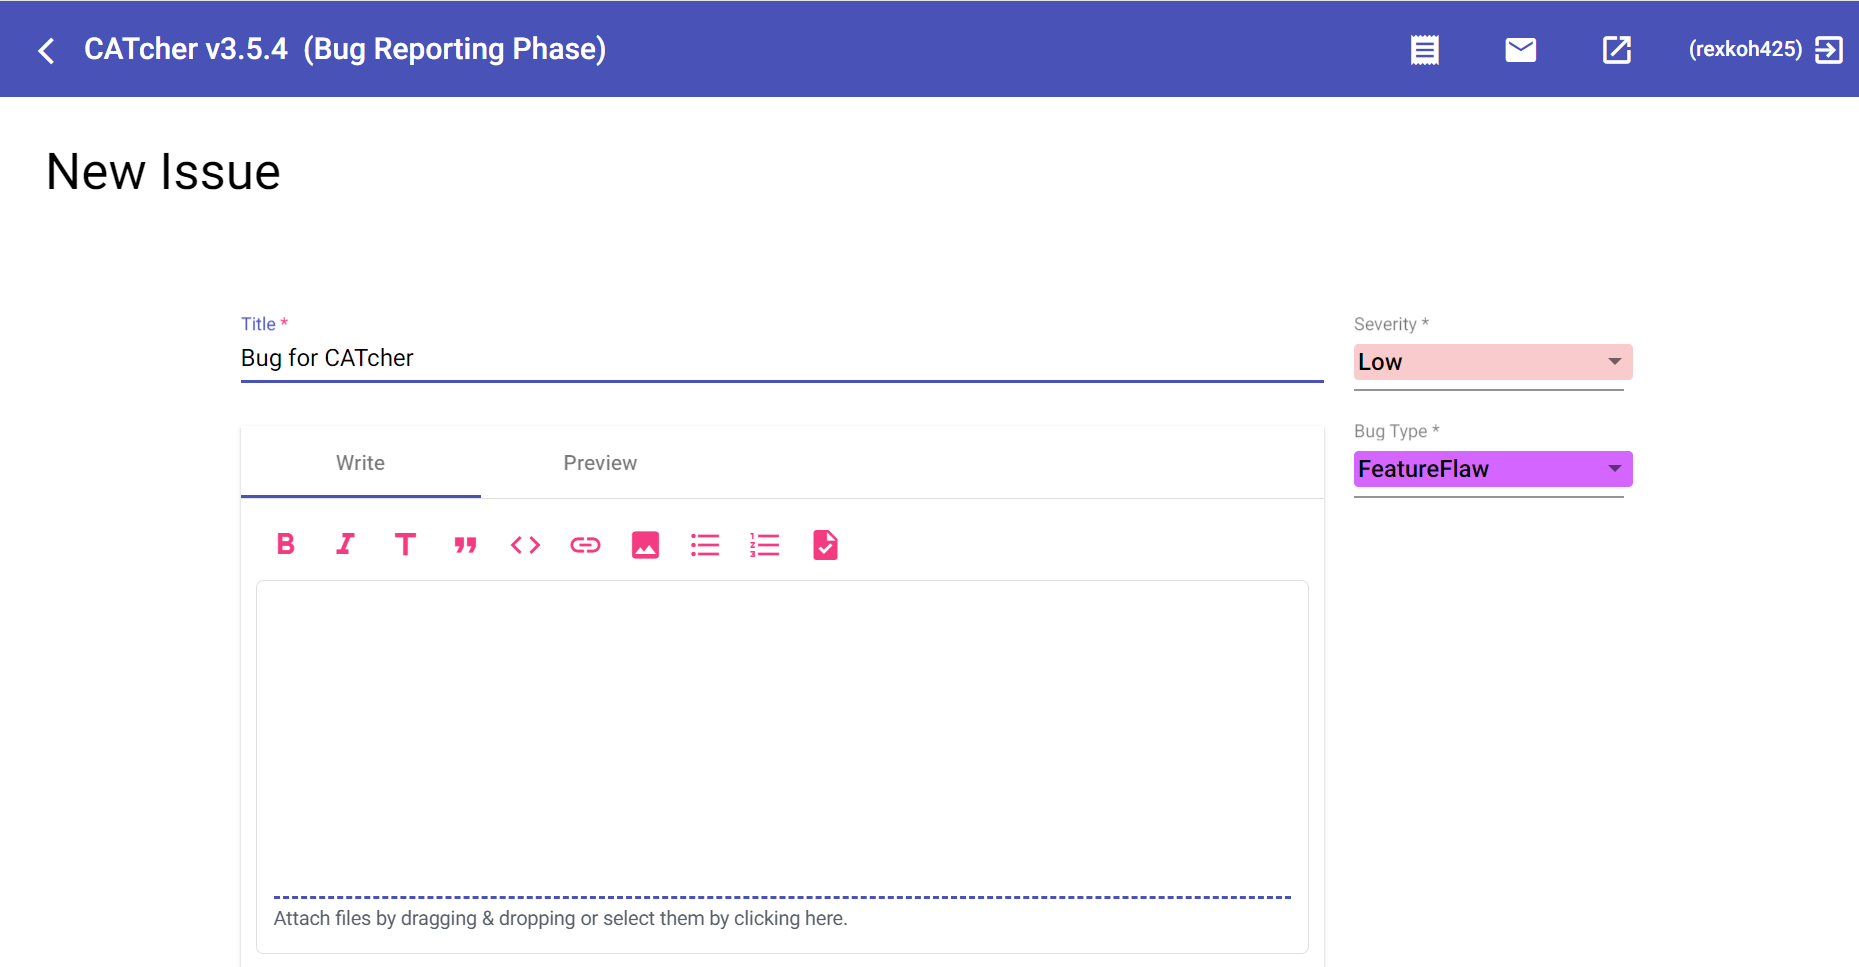 CATcher v3.5.4 (Bug Reporting Phase)
(rexkoh425)
New Issue
Title *
Bug for CATcher
Severity *
Low
Bug Type *
FeatureFlaw
Write
Preview
Attach files by dragging & dropping or select them by clicking here.